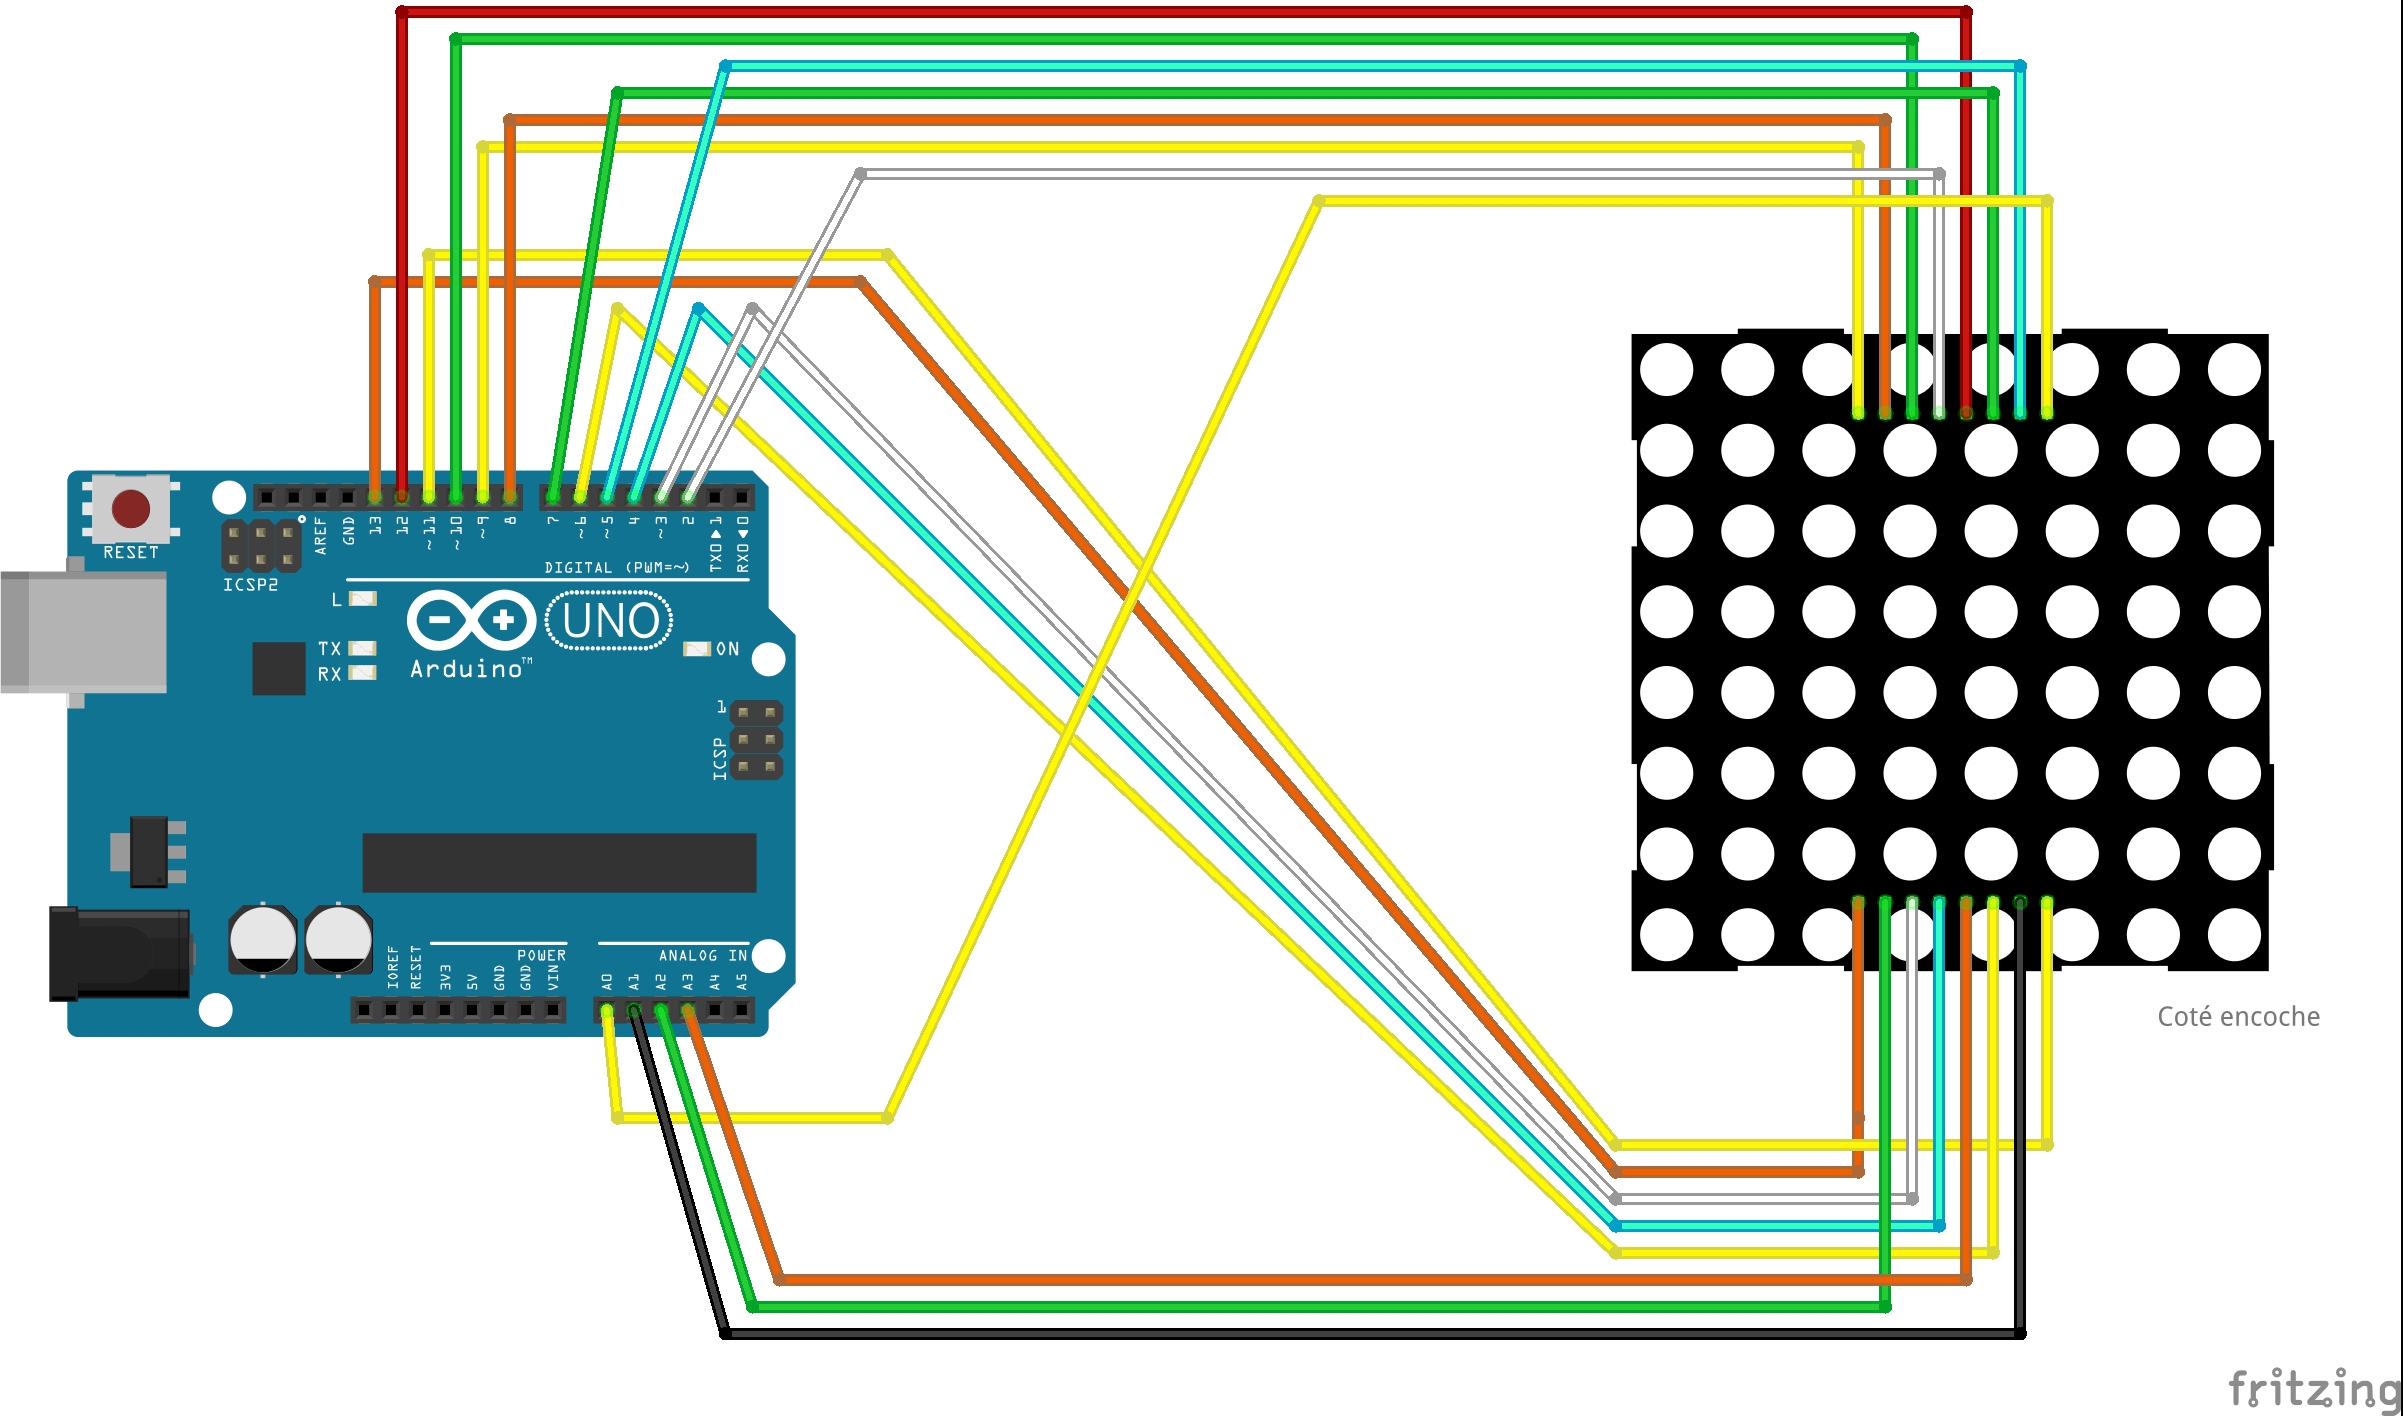 RESET
ICSP2
AREF
GND
13
12
~11
~10
~9
8
7
~6
~5
4
~3
2
TX0▶1
RX0◀0
DIGITAL (PWM=~)
L
TX
RX
UNO
Arduino™
ON
1
ICSP
IOREF
RESET
3V3
5V
GND
GND
VIN
POWER
ANALOG IN
A0
A1
A2
A3
A4
A5
Coté encoche
fritzing